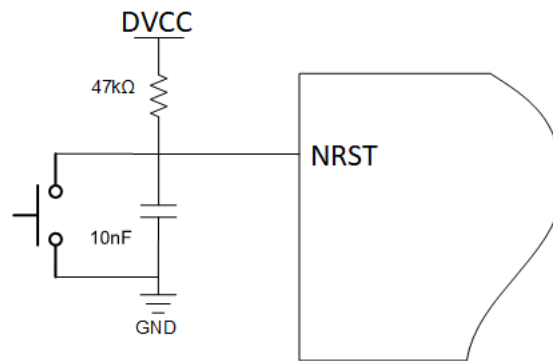 DVCC
47kΩ
NRST
10nF
GND